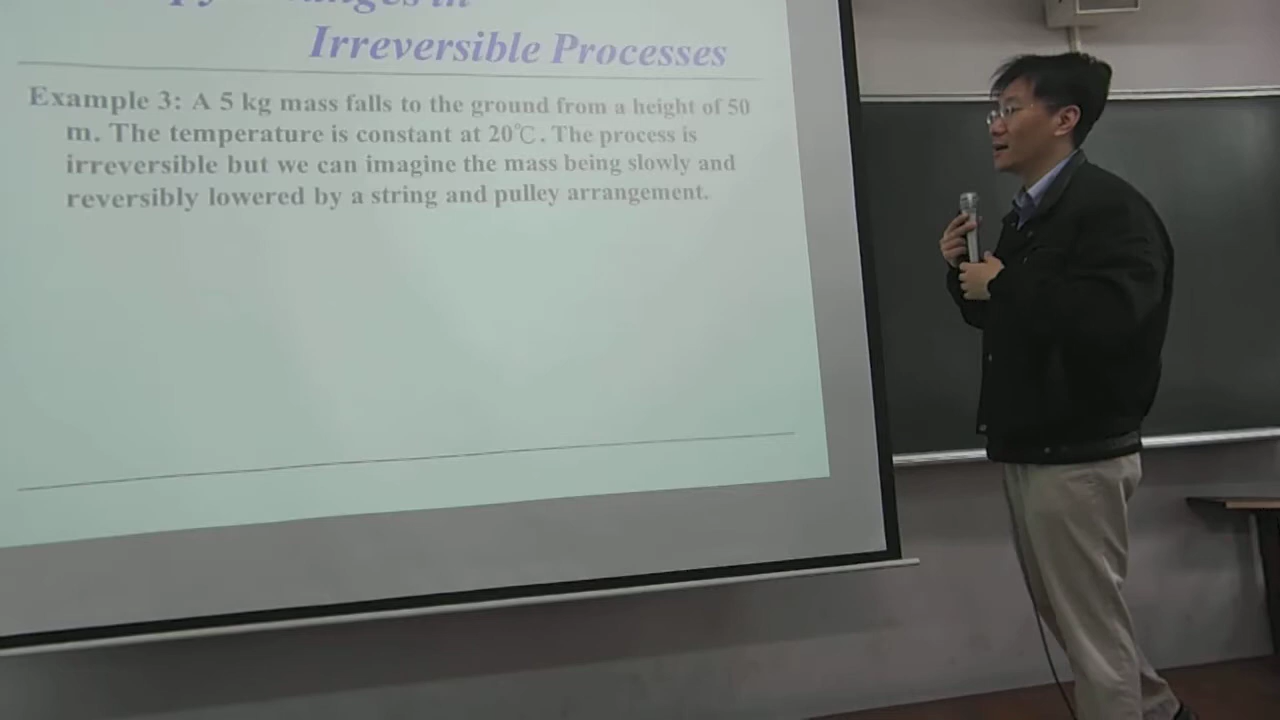 Irreversible Processes
Example 3: A 5 kg mass falls to the ground from a height of 50
m. The temperature is constant at 20℃. The process is
irreversible but we can imagine the mass being slowly and
reversibly lowered by a string and pulley arrangement.